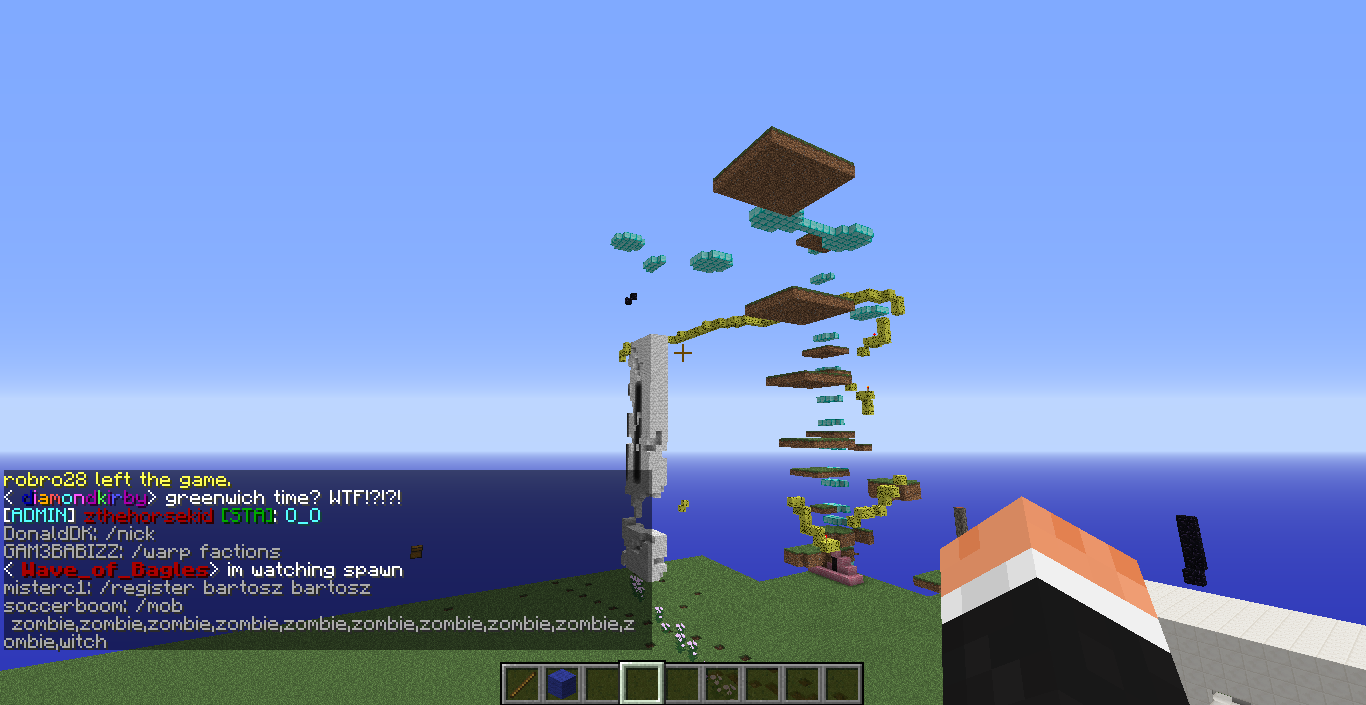 robro28 left the game.
< diamondkirby> greenwich time? WTF!?!?!
[ADMIN] zthehorsekid [STA]: O_O
DonaldDK: /nick
GAM3BABIZZ: /warp factions
< Wave_of_Bagles> im watching spawn
misterc1: /register bartosz bartosz
soccerboom: /mob
zombie,zombie,zombie,zombie,zombie,zombie,zombie,zombie,zombie,z
ombie,witch